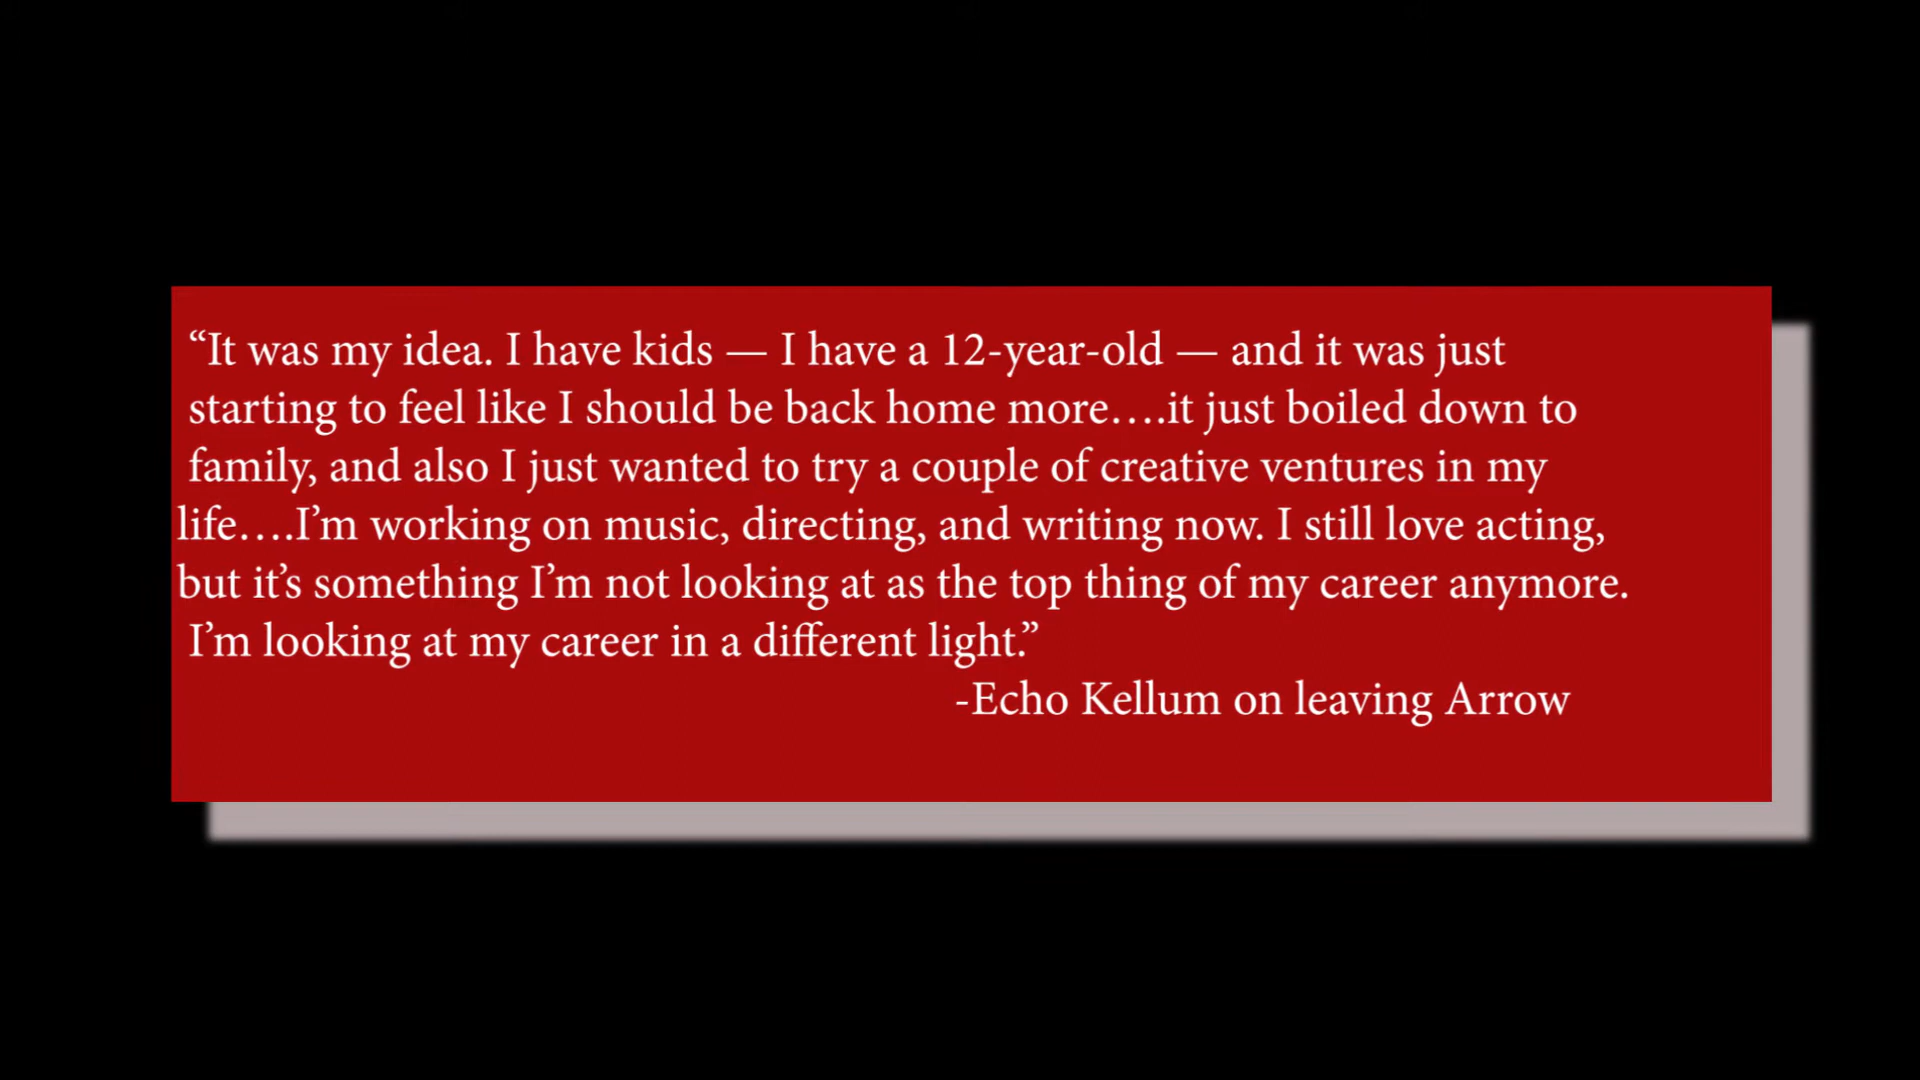 “It was my idea. I have kids — I have a 12-year-old — and it was just
starting to feel like I should be back home more….it just boiled down to
family, and also I just wanted to try a couple of creative ventures in my
life….I’m working on music, directing, and writing now. I still love acting,
but it’s something I’m not looking at as the top thing of my career anymore.
I’m looking at my career in a different light.”
-Echo Kellum on leaving Arrow